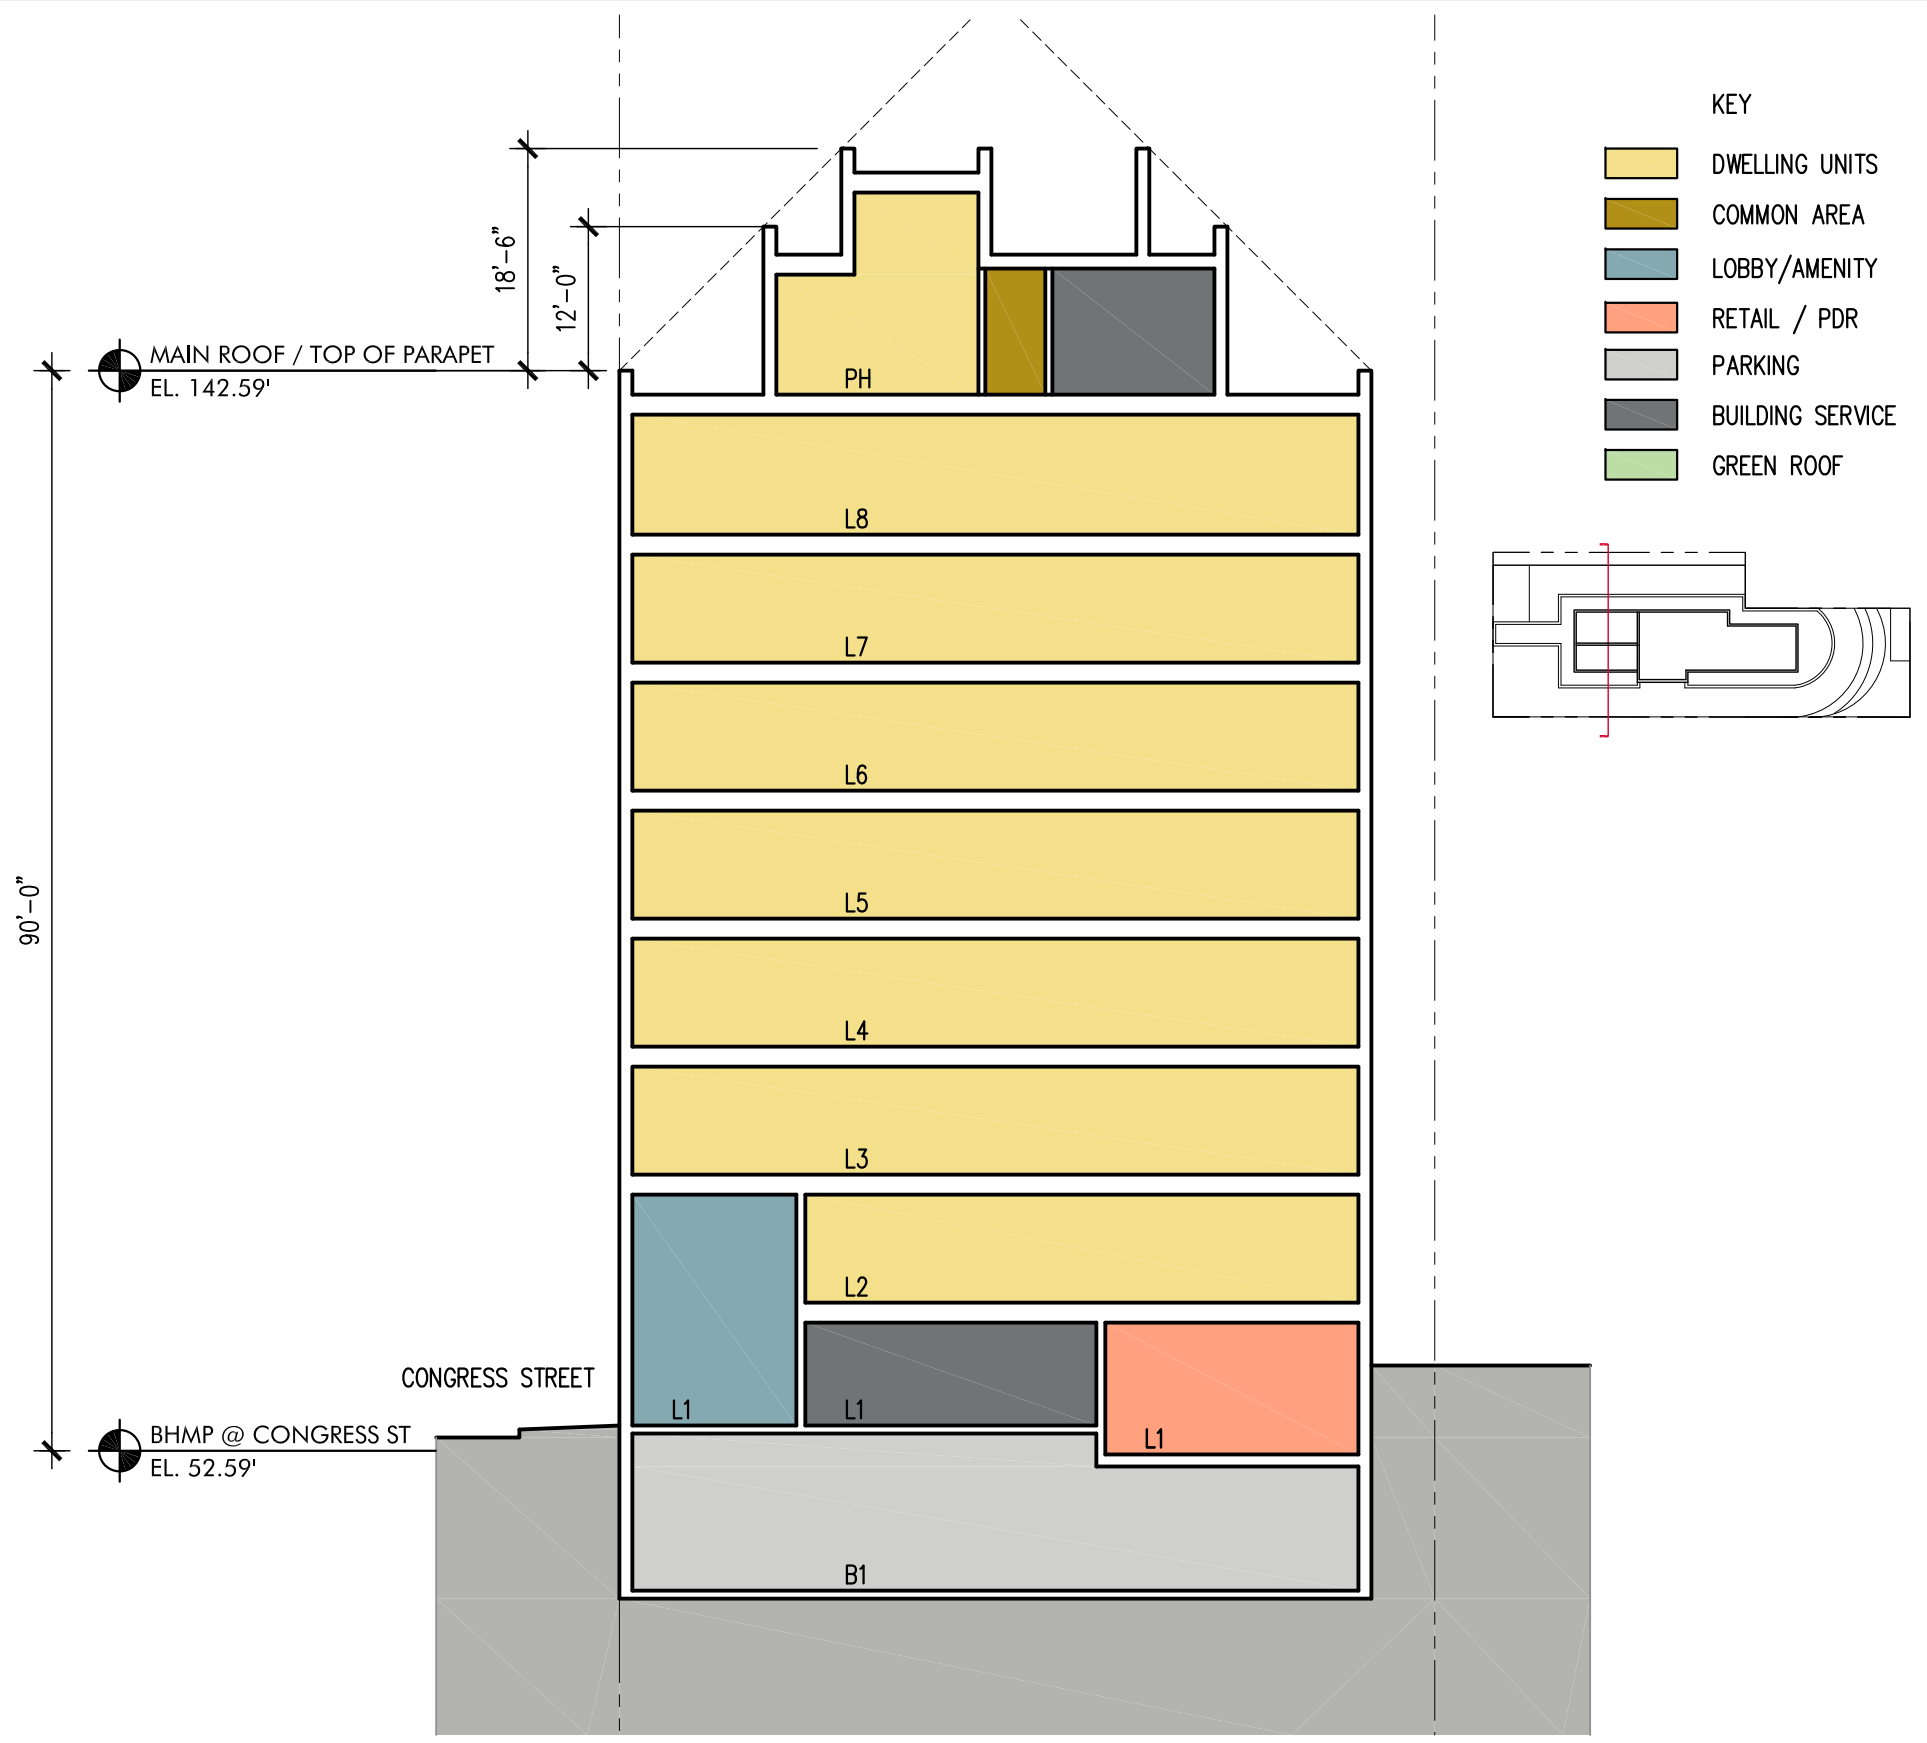 KEY
DWELLING UNITS
COMMON AREA
LOBBY/AMENITY
RETAIL / PDR
PARKING
BUILDING SERVICE
GREEN ROOF
18'-6"
12'-0"
MAIN ROOF / TOP OF PARAPET
EL. 142.59'
PH
L8
L7
L6
L5
90'-0"
L4
L3
L2
CONGRESS STREET
L1
L1
L1
BHMP @ CONGRESS ST
EL. 52.59'
B1